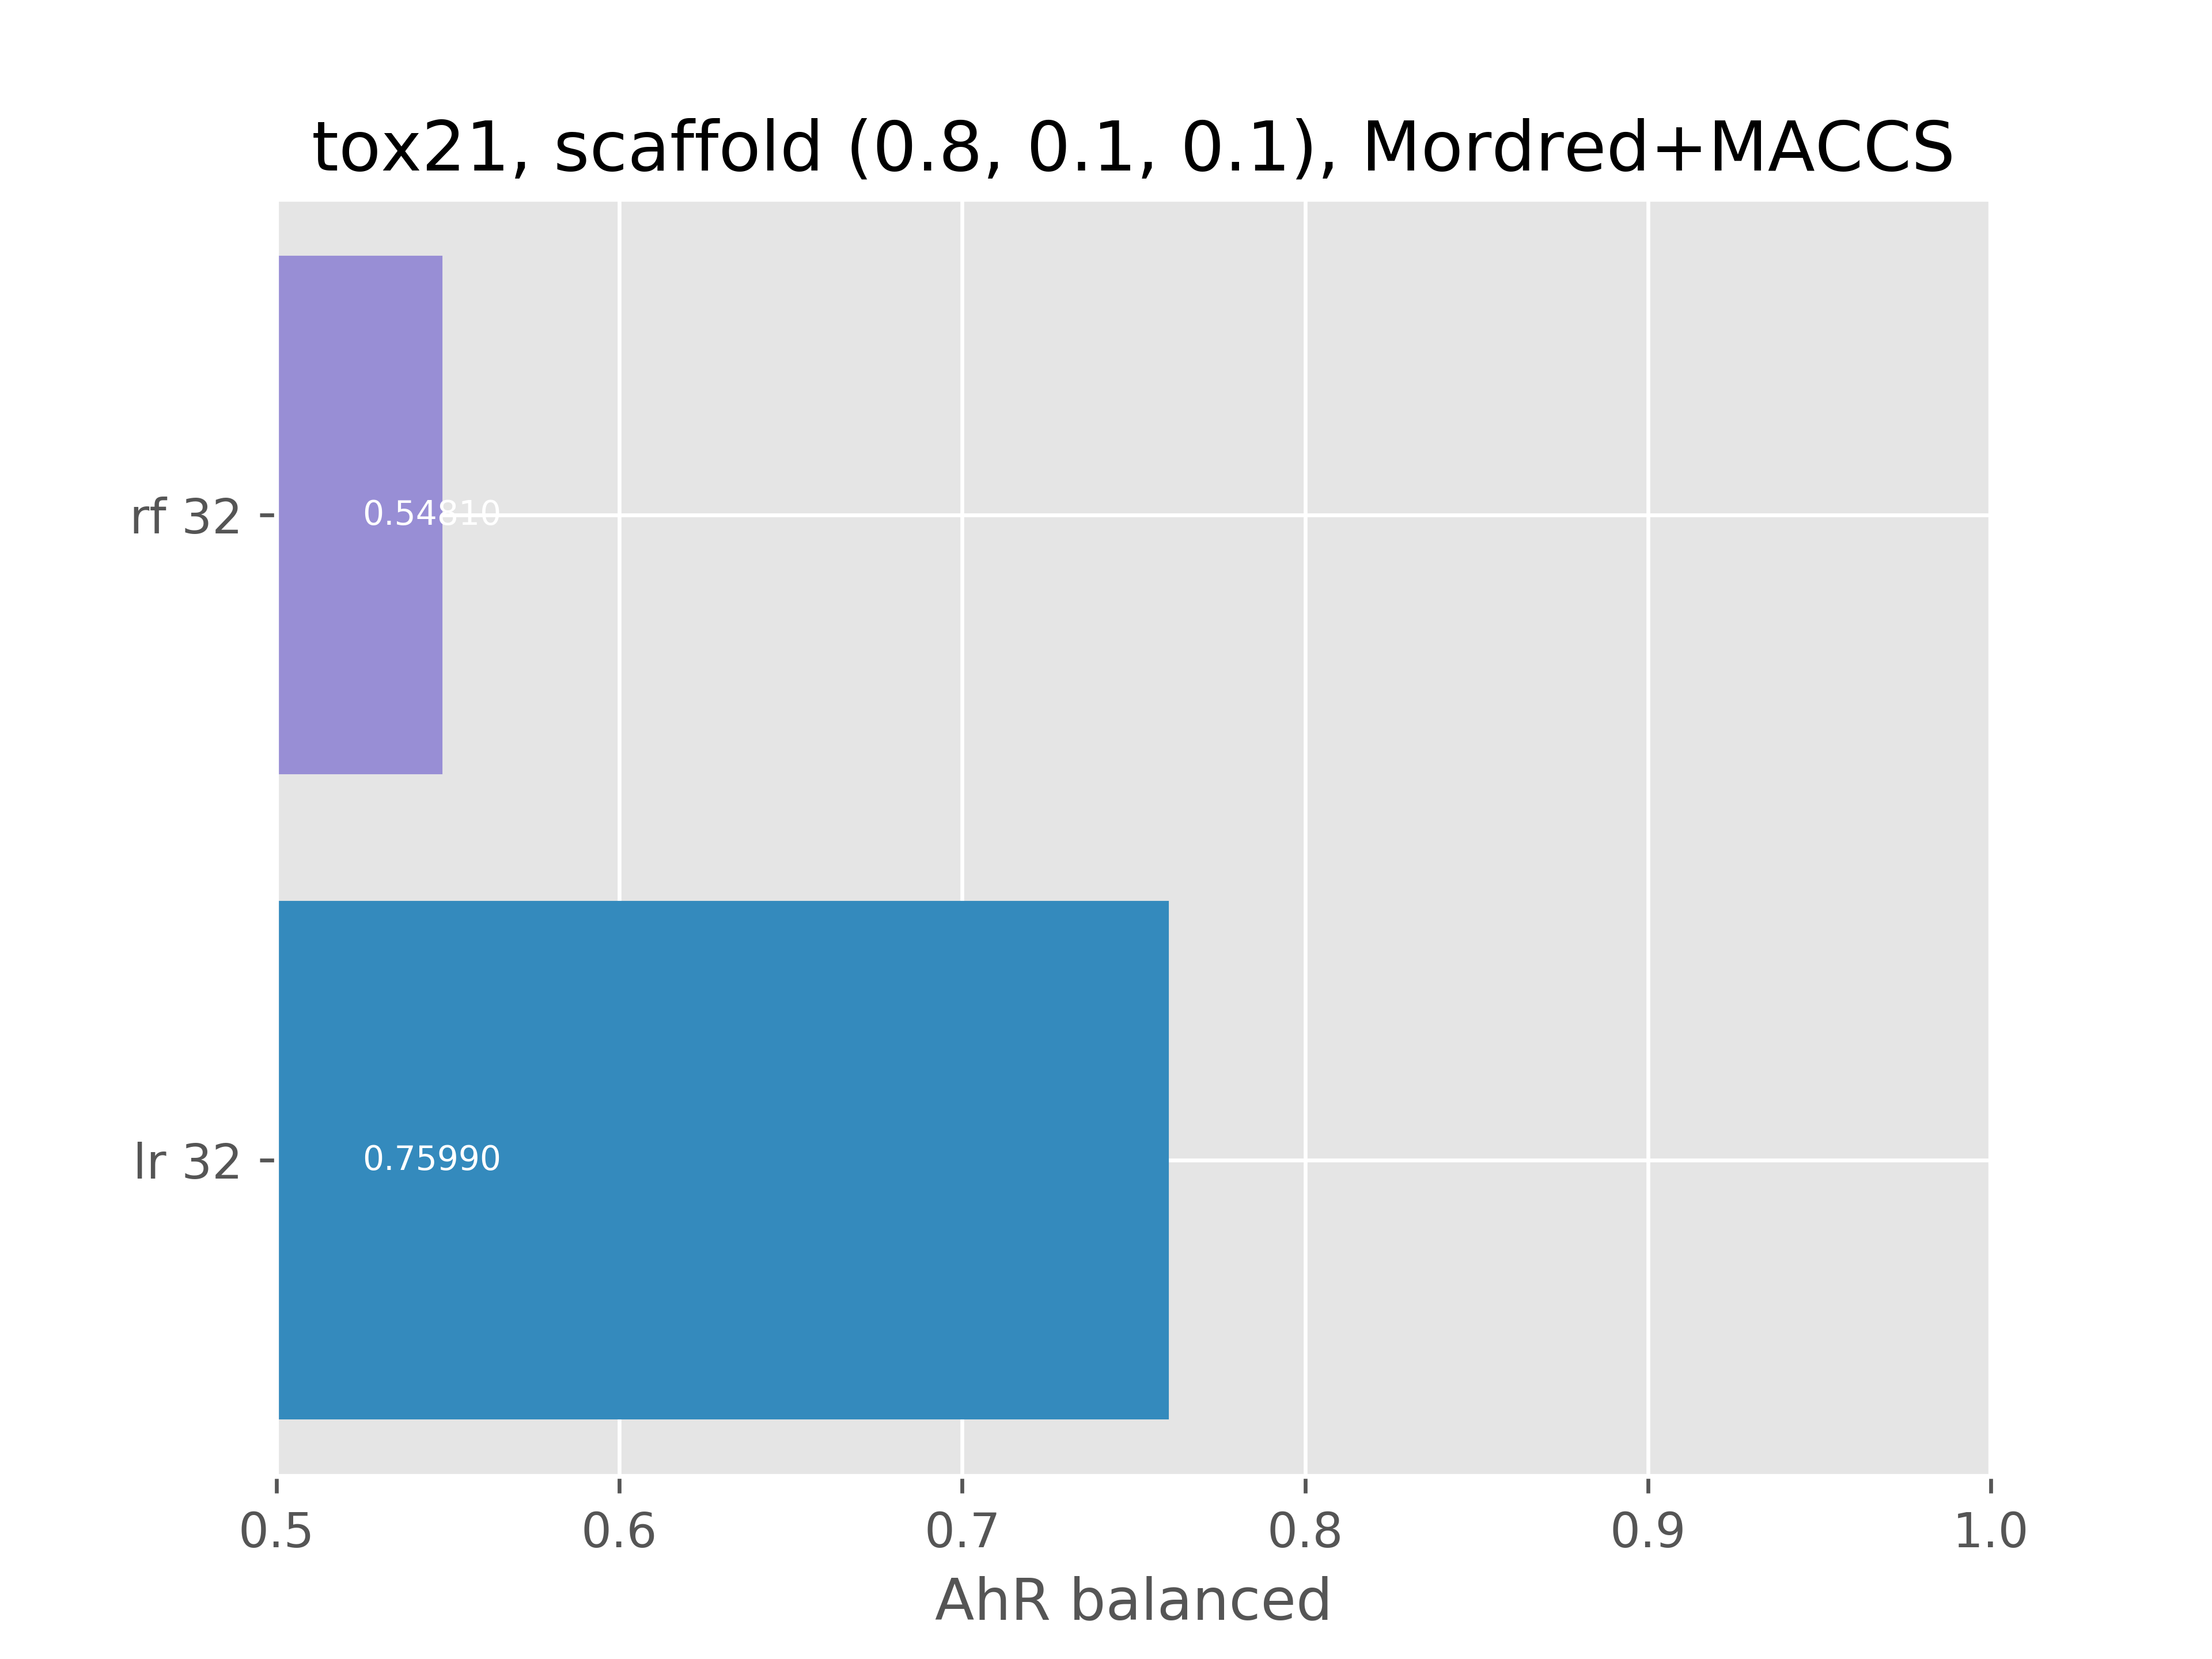 tox21, scaffold (0.8, 0.1, 0.1), Mordred+MACCS
rf 32
0.54810
lr 32
0.75990
0.5 0.6 0.7 0.8 0.9 1.0
AhR balanced